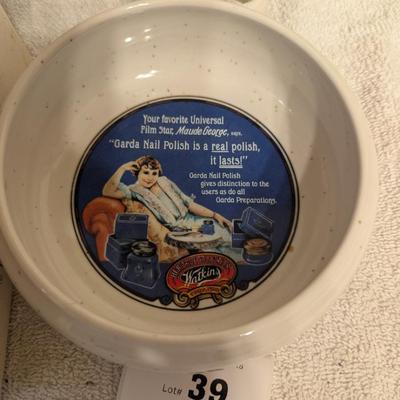 Your favorite Universal
Film Star, Maude George, says,
"Garda Nail Polish is a real polish,
it lasts!"
Garda Nail Polish
gives distinction to the
users as do all
Garda Preparations.
Watkins
Lot# 39